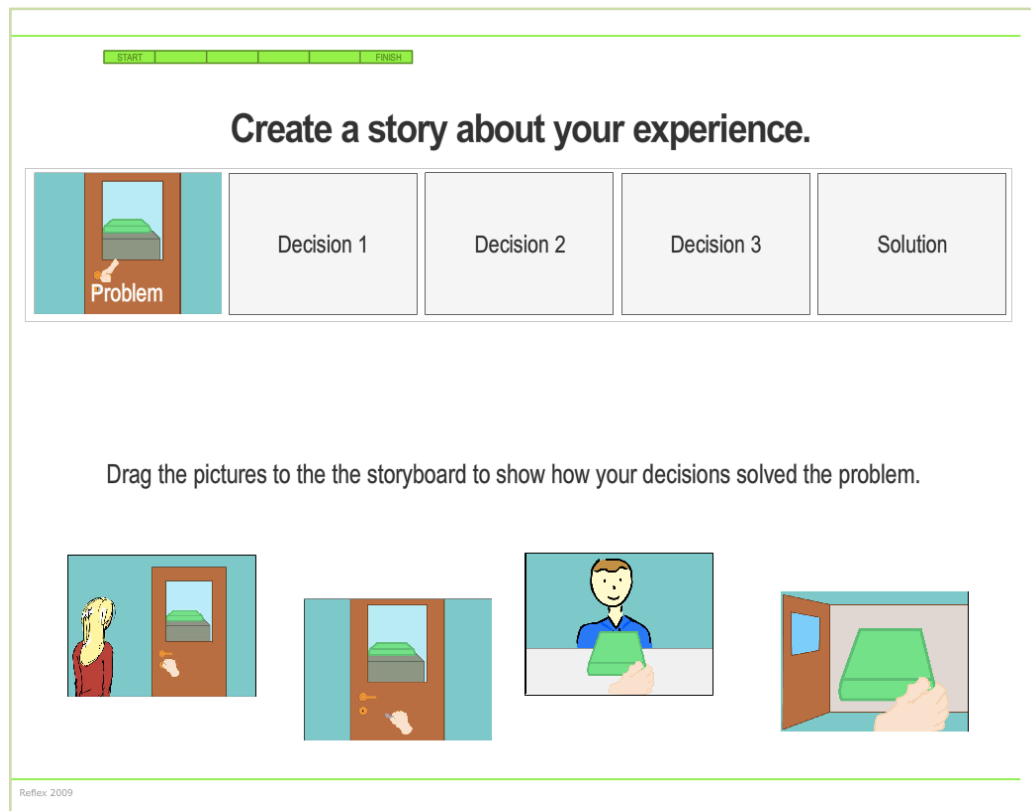 START FINISH
Create a story about your experience.
Problem Decision 1 Decision 2 Decision 3 Solution
Drag the pictures to the the storyboard to show how your decisions solved the problem.
Reflex 2009